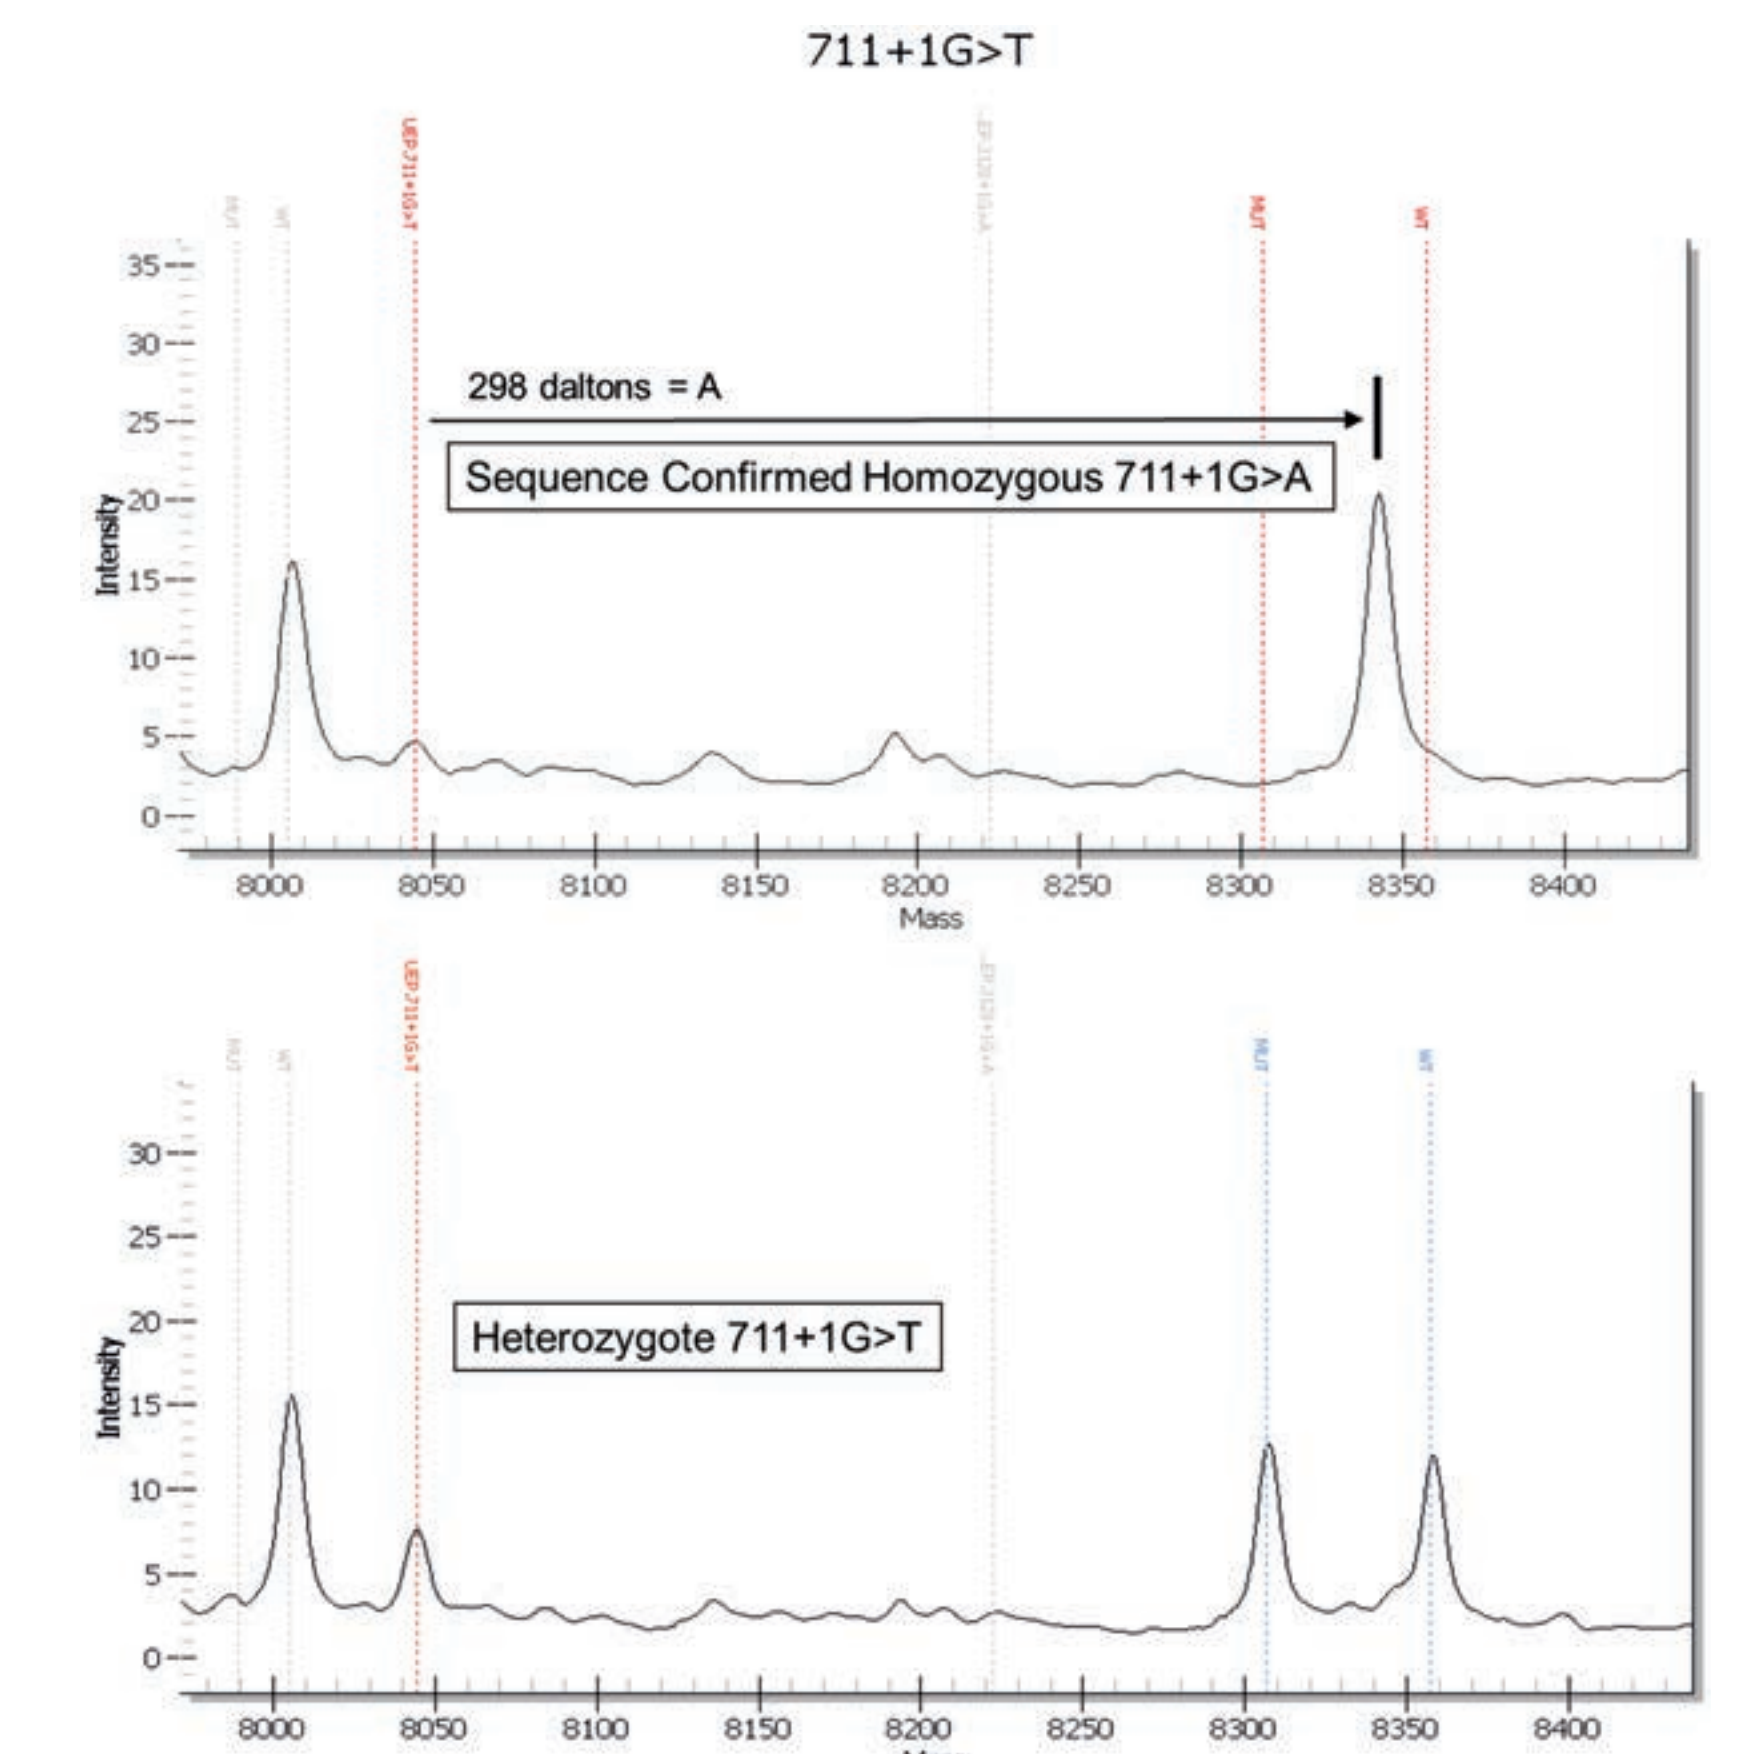 711+1G>T
UEP.711+1G>T
MUT
WT
MUT
WT
35
30
25
20
15
10
5
0
Intensity
298 daltons = A
Sequence Confirmed Homozygous 711+1G>A
8000 8050 8100 8150 8200 8250 8300 8350 8400
Mass
UEP.711+1G>T
MUT
WT
MUT
WT
30
25
20
15
10
5
0
Intensity
Heterozygote 711+1G>T
8000 8050 8100 8150 8200 8250 8300 8350 8400